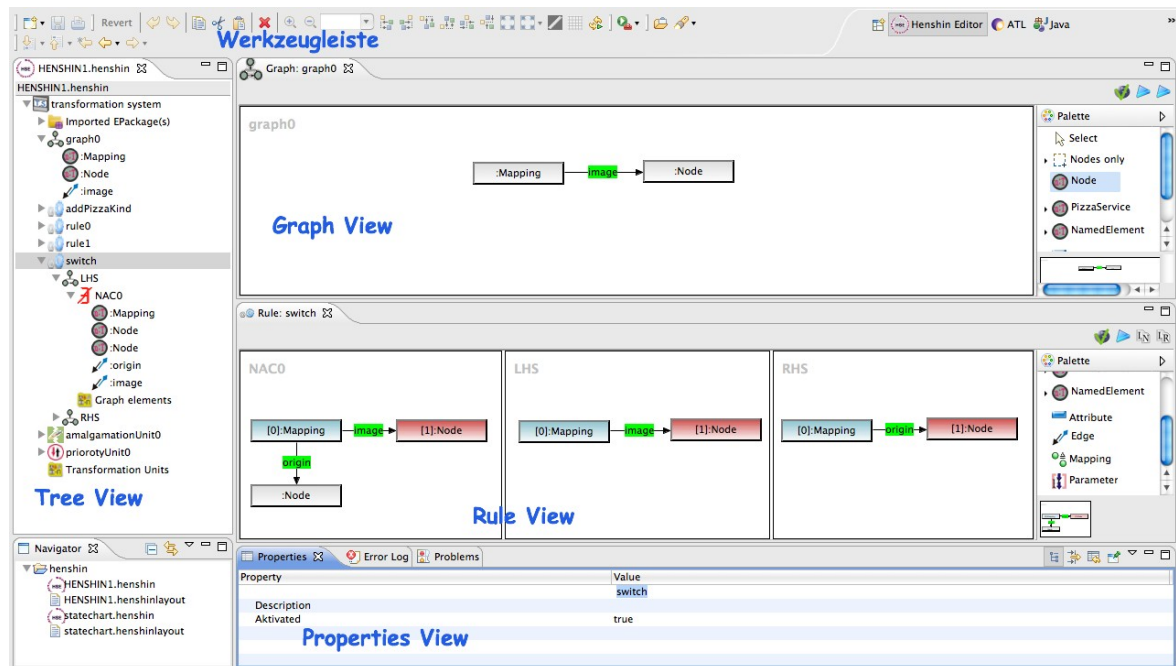 Revert
Henshin Editor ATL Java
»
Werkzeugleiste
HENSHIN1.henshin
HENSHIN1.henshin
transformation system
Imported EPackage(s)
graph0
:Mapping
:Node
:image
addPizzaKind
rule0
rule1
switch
LHS
NAC0
:Mapping
:Node
:Node
:origin
:image
Graph elements
RHS
amalgamationUnit0
priorotyUnit0
Transformation Units
Tree View
Navigator
henshin
HENSHIN1.henshin
HENSHIN1.henshinlayout
statechart.henshin
statechart.henshinlayout
Graph: graph0
graph0
:Mapping image :Node
Graph View
Palette
Select
Nodes only
Node
PizzaService
NamedElement
Rule: switch
NAC0
[0]:Mapping image [1]:Node
origin
:Node
LHS
[0]:Mapping image [1]:Node
RHS
[0]:Mapping origin [1]:Node
Rule View
Palette
NamedElement
Attribute
Edge
Mapping
Parameter
Properties Error Log Problems
Property Value
switch
Description
Aktivated true
Properties View